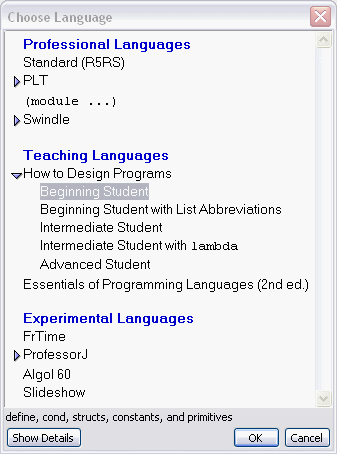 Choose Language
Professional Languages
Standard (R5RS)
PLT
(module ...)
Swindle
Teaching Languages
How to Design Programs
Beginning Student
Beginning Student with List Abbreviations
Intermediate Student
Intermediate Student with lambda
Advanced Student
Essentials of Programming Languages (2nd ed.)
Experimental Languages
FrTime
ProfessorJ
Algol 60
Slideshow
define, cond, structs, constants, and primitives
Show Details OK Cancel